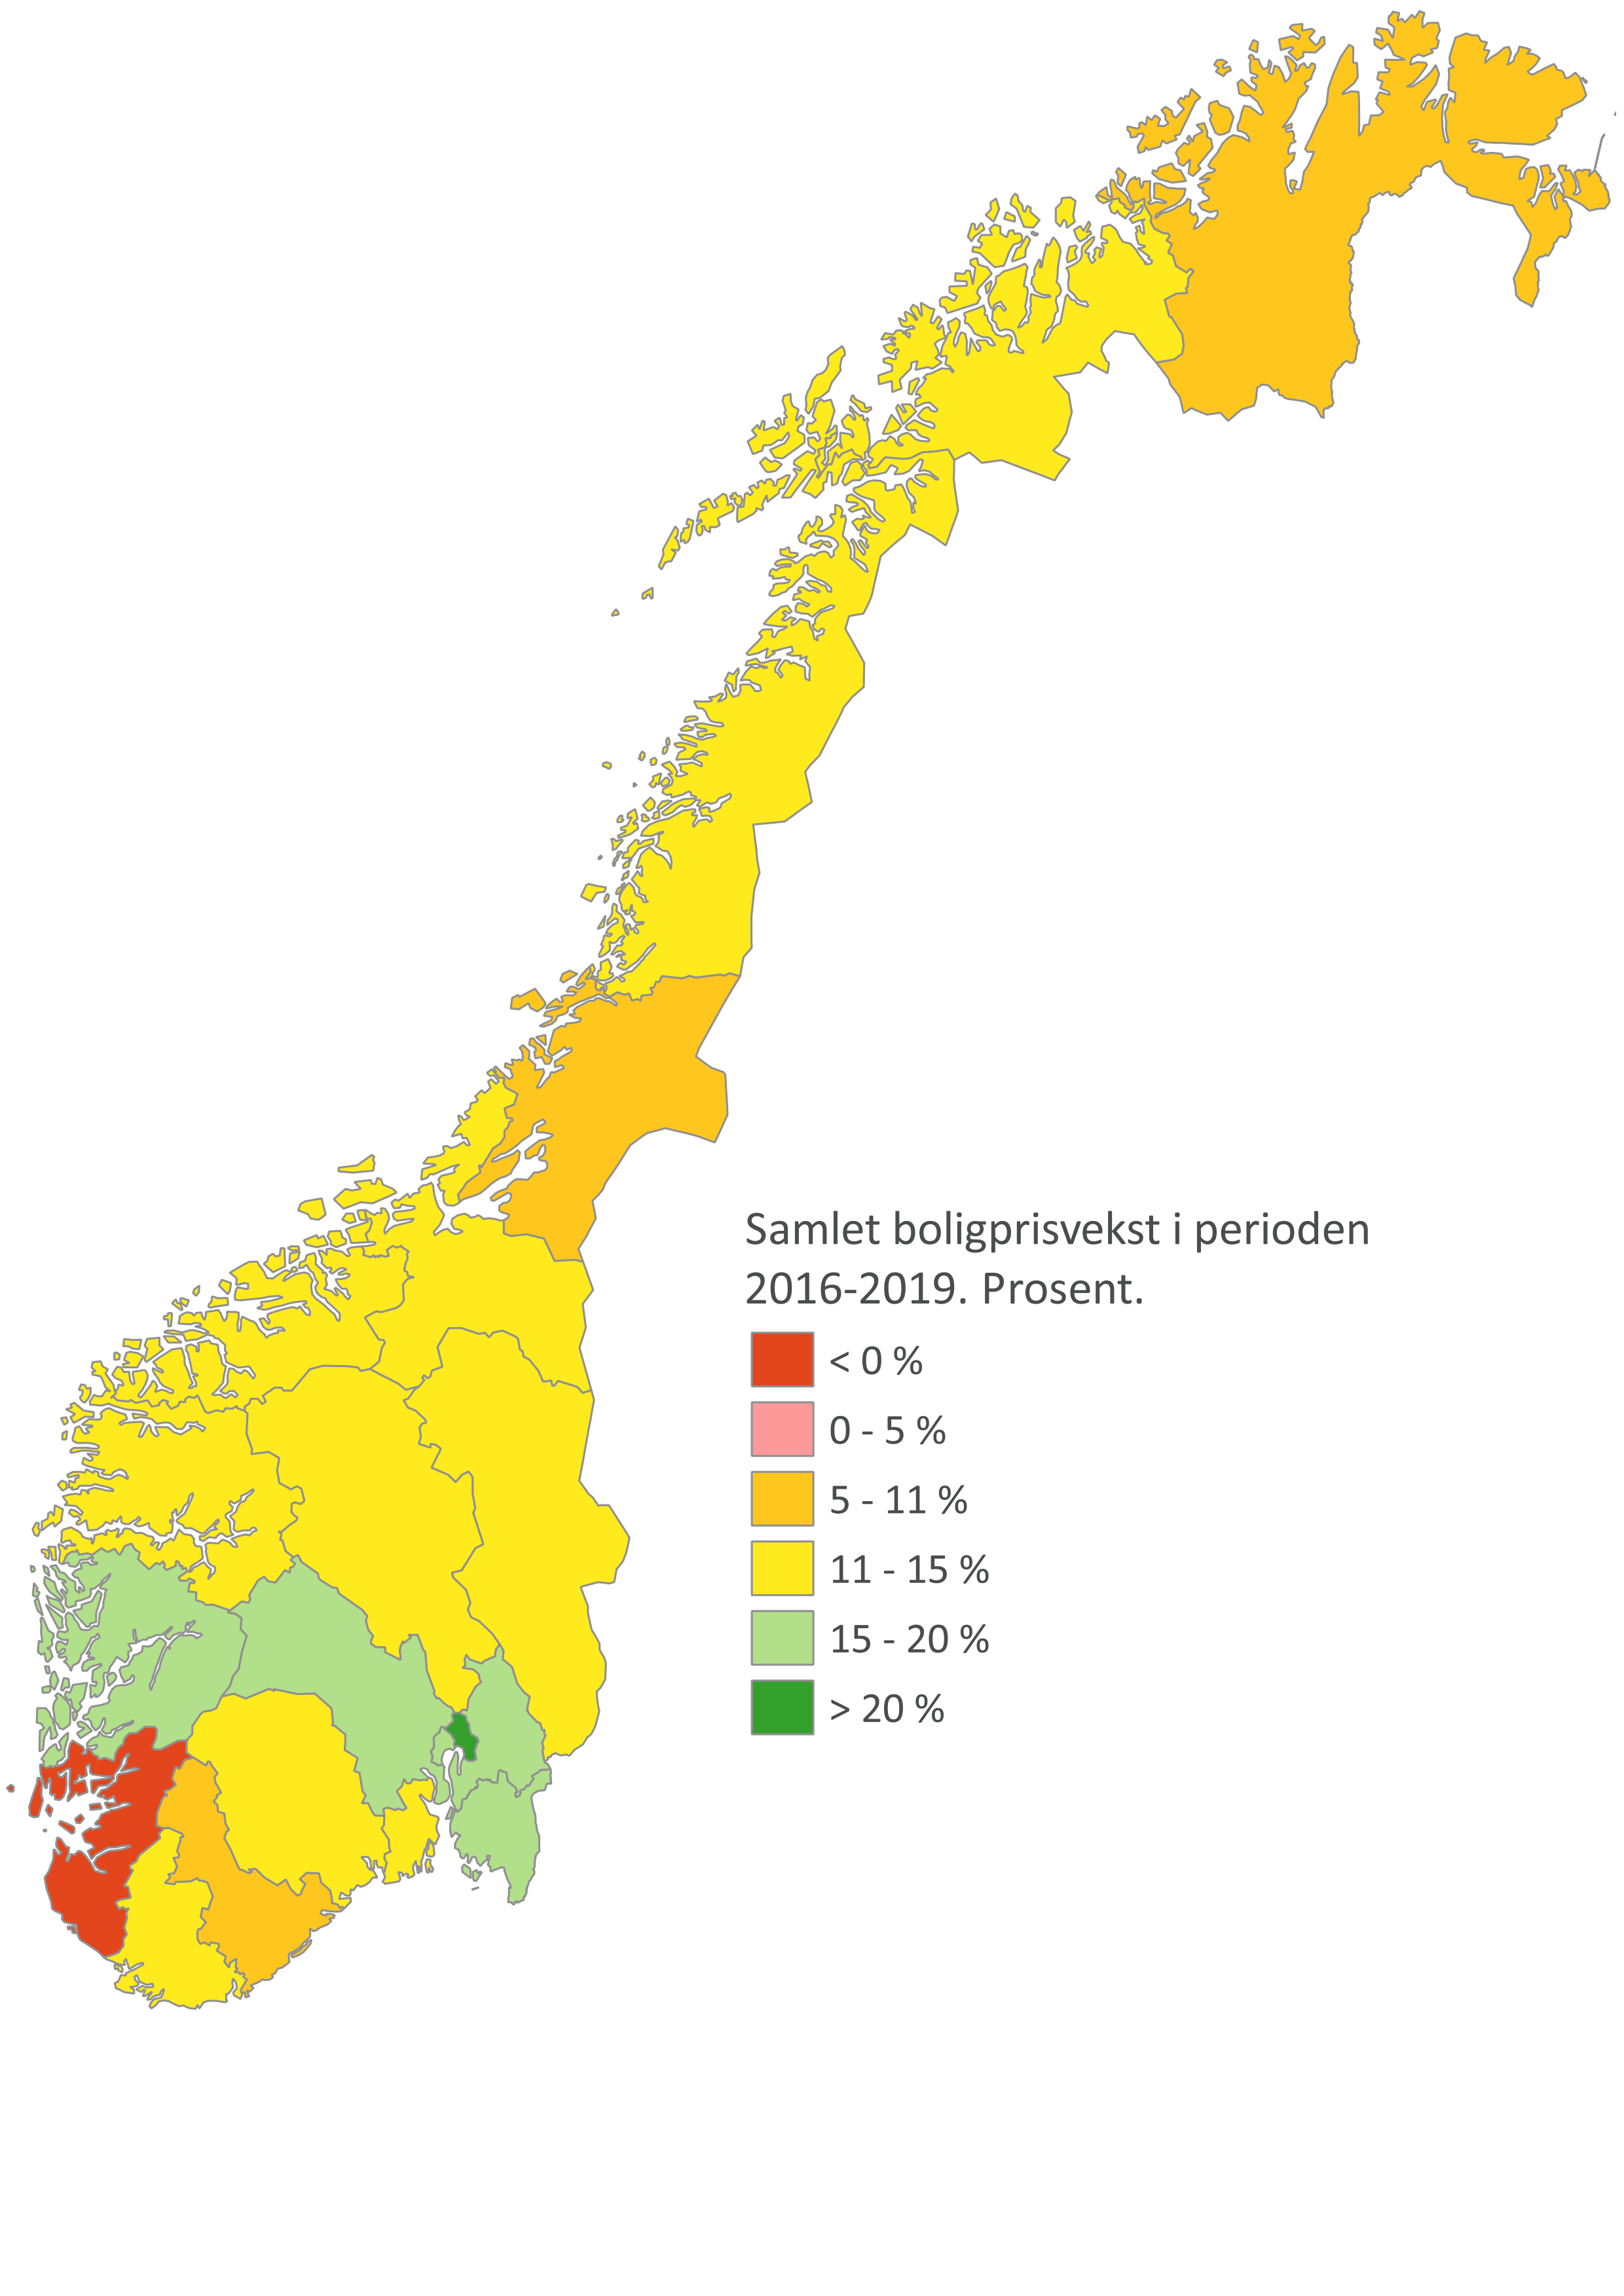 Samlet boligprisvekst i perioden
2016-2019. Prosent.
< 0 %
0 - 5 %
5 - 11 %
11 - 15 %
15 - 20 %
> 20 %